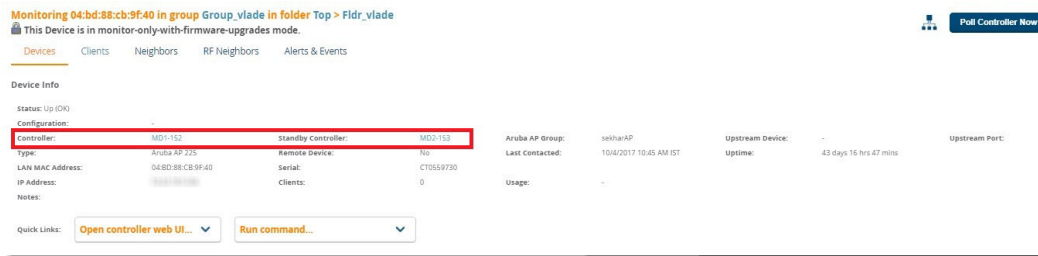 Monitoring 04:bd:88:cb:9f:40 in group Group_vlade in folder Top > Fldr_vlade
This Device is in monitor-only-with-firmware-upgrades mode.
Poll Controller Now
Devices Clients Neighbors RF Neighbors Alerts & Events
Device Info
Status: Up (OK)
Configuration: -
Controller: MD1-152 Standby Controller: MD2-153 Aruba AP Group: sekharAP Upstream Device: - Upstream Port:
Type: Aruba AP 225 Remote Device: No Last Contacted: 10/4/2017 10:45 AM IST Uptime: 43 days 16 hrs 47 mins
LAN MAC Address: 04:BD:88:CB:9F:40 Serial: CT0559730
IP Address: Clients: 0 Usage: -
Notes:
Quick Links: Open controller web UI... Run command...